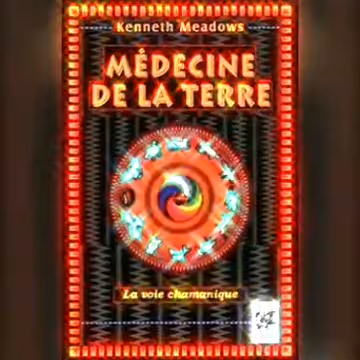 Kenneth Meadows
MÉDECINE
DE LA TERRE
La voie chamanique